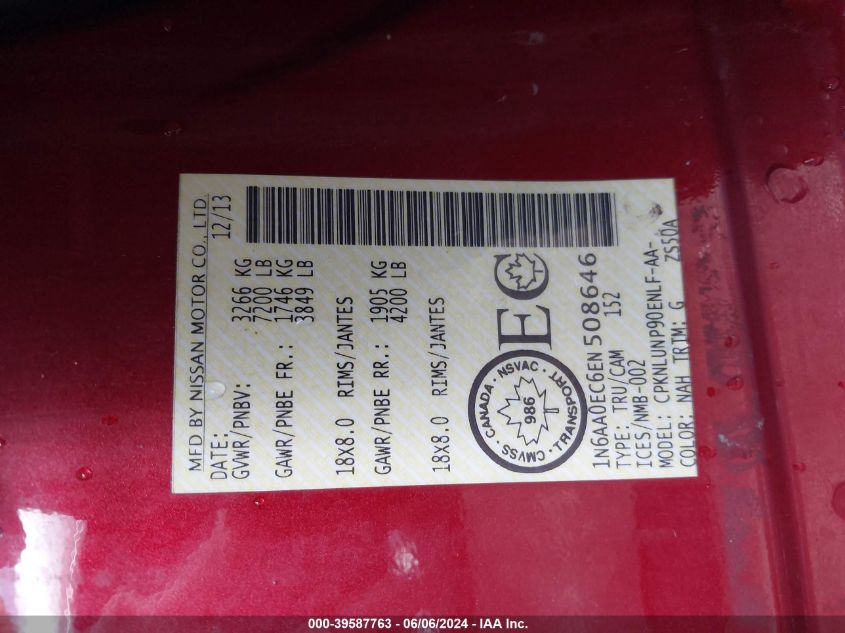 MFD BY NISSAN MOTOR CO., LTD
DATE: 12/13
GVWR/PNBV: 3266 KG
7200 LB
GAWR/PNBE FR.: 1746 KG
3849 LB
18X8.0 RIMS/JANTES
GAWR/PNBE RR.: 1905 KG
4200 LB
18X8.0 RIMS/JANTES
CANADA · NSVAC · TRANSPORT · CMVSS ·
986
OEC
1N6AA0EC6EN508646
TYPE: TRU/CAM 152
ICES/NMB-002
MODEL: CPKNLUNP90ENLF-AA-
COLOR: NAH TRIM: G ZS50A
000-39587763 - 06/06/2024 - IAA Inc.